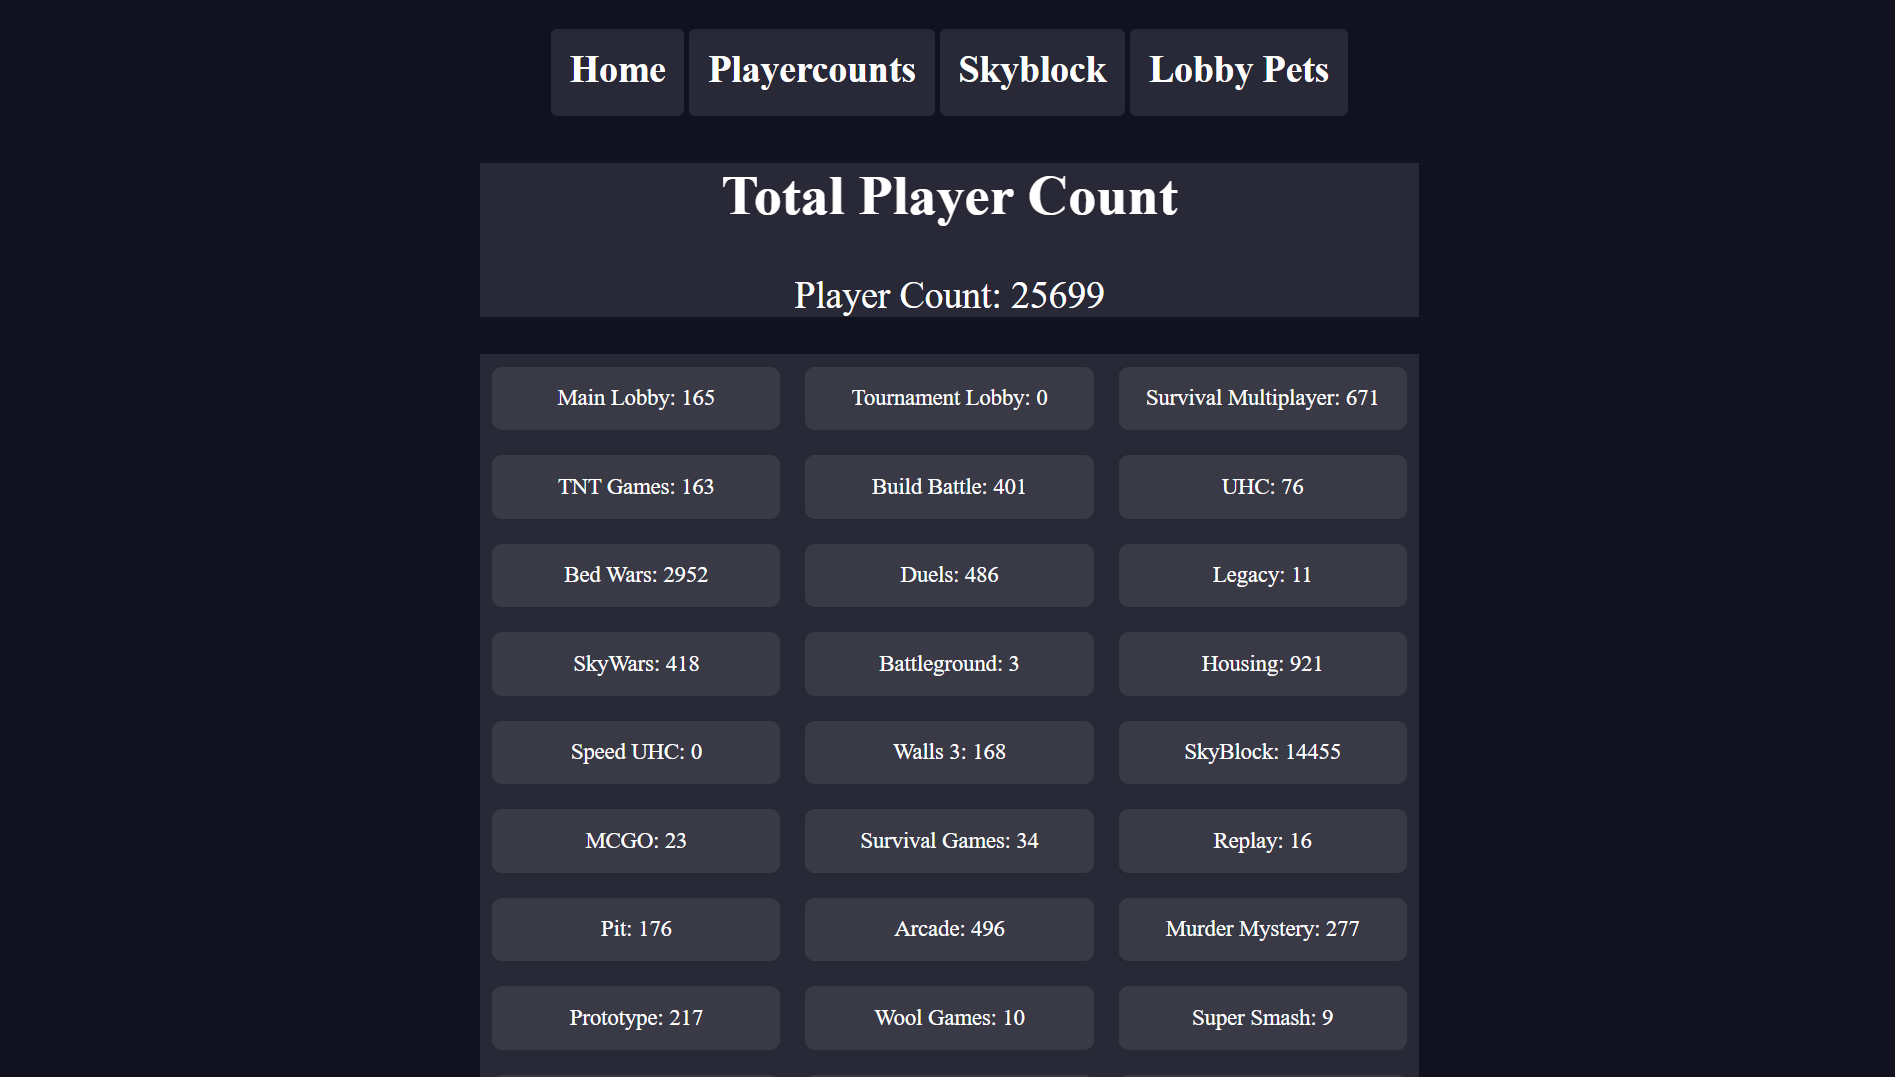 Home Playercounts Skyblock Lobby Pets
Total Player Count
Player Count: 25699
Main Lobby: 165
Tournament Lobby: 0
Survival Multiplayer: 671
TNT Games: 163
Build Battle: 401
UHC: 76
Bed Wars: 2952
Duels: 486
Legacy: 11
SkyWars: 418
Battleground: 3
Housing: 921
Speed UHC: 0
Walls 3: 168
SkyBlock: 14455
MCGO: 23
Survival Games: 34
Replay: 16
Pit: 176
Arcade: 496
Murder Mystery: 277
Prototype: 217
Wool Games: 10
Super Smash: 9